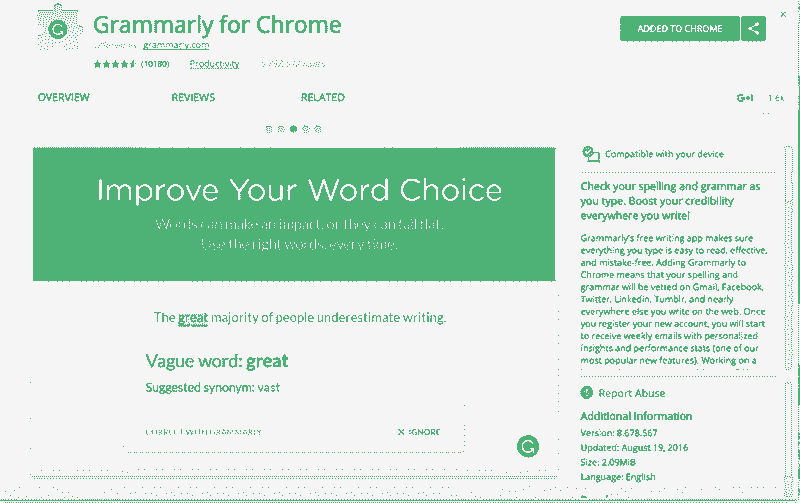 Grammarly for Chrome
offered by grammarly.com
ADDED TO CHROME
(10180) Productivity
OVERVIEW REVIEWS RELATED
G+1 1.6k
Compatible with your device
Improve Your Word Choice
Words can make an impact, or they can fall flat.
Use the right words, every time.
The great majority of people underestimate writing.
Vague word: great
Suggested synonym: vast
CORRECT WITH GRAMMARLY
✕ IGNORE
Check your spelling and grammar as
you type. Boost your credibility
everywhere you write!
Grammarly's free writing app makes sure
everything you type is easy to read, effective,
and mistake-free. Adding Grammarly to
Chrome means that your spelling and
grammar will be vetted on Gmail, Facebook,
Twitter, Linkedin, Tumblr, and nearly
everywhere else you write on the web. Once
you register your new account, you will start
to receive weekly emails with personalized
insights and performance stats (one of our
most popular new features). Working on a
Report Abuse
Additional Information
Version: 8.678.567
Updated: August 19, 2016
Size: 2.09MiB
Language: English